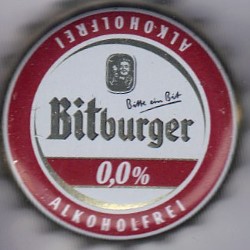 ALKOHOLFREI
Bitte ein Bit
Bitburger
0,0%
ALKOHOLFREI